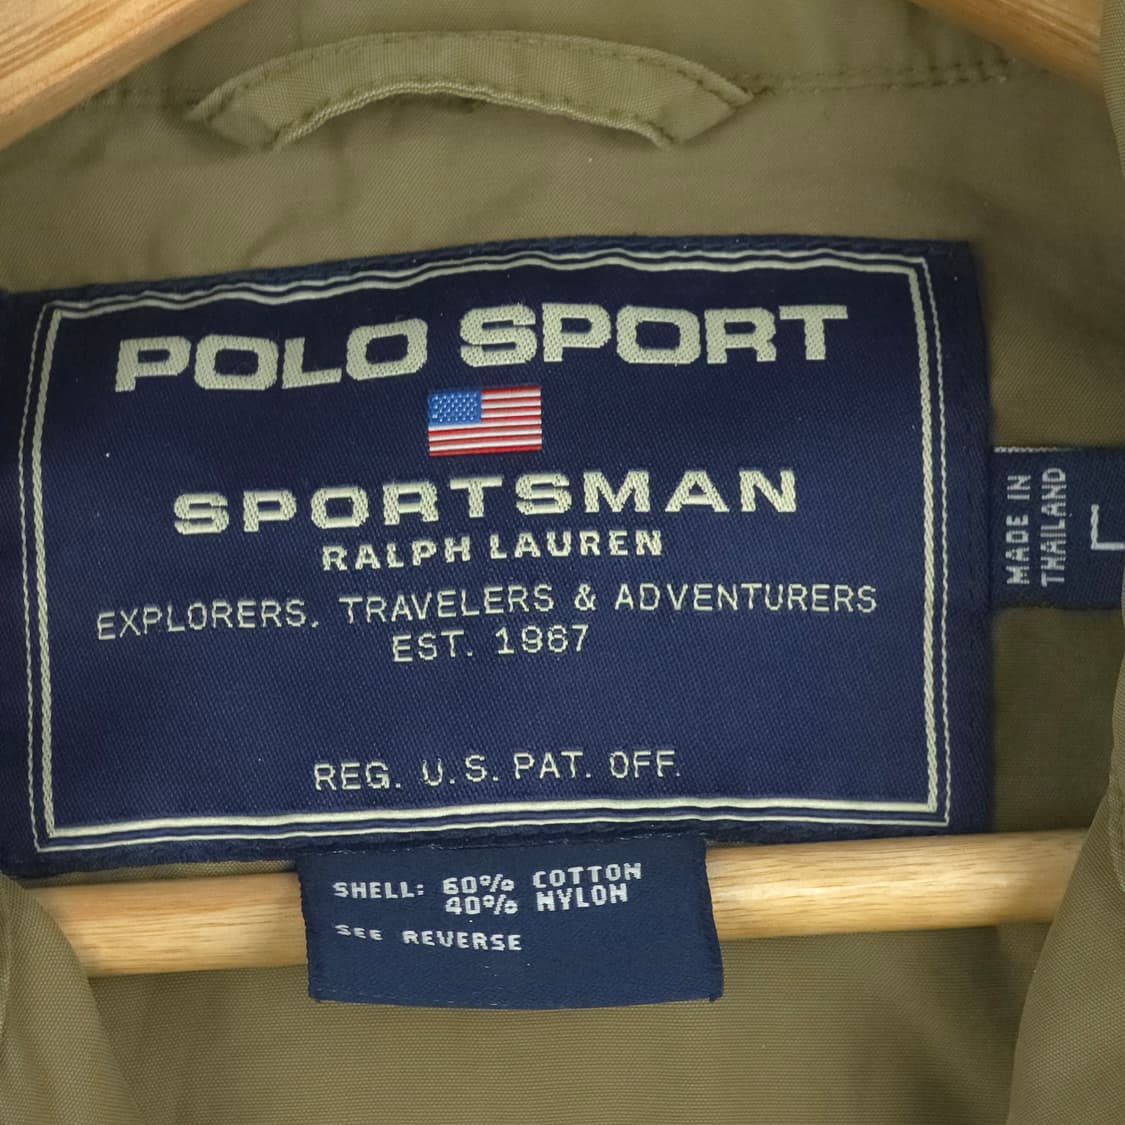 POLO SPORT
SPORTSMAN
RALPH LAUREN
EXPLORERS, TRAVELERS & ADVENTURERS
EST. 1967
REG. U.S. PAT. OFF.
MADE IN
THAILAND
L
SHELL: 60% COTTON
40% NYLON
SEE REVERSE